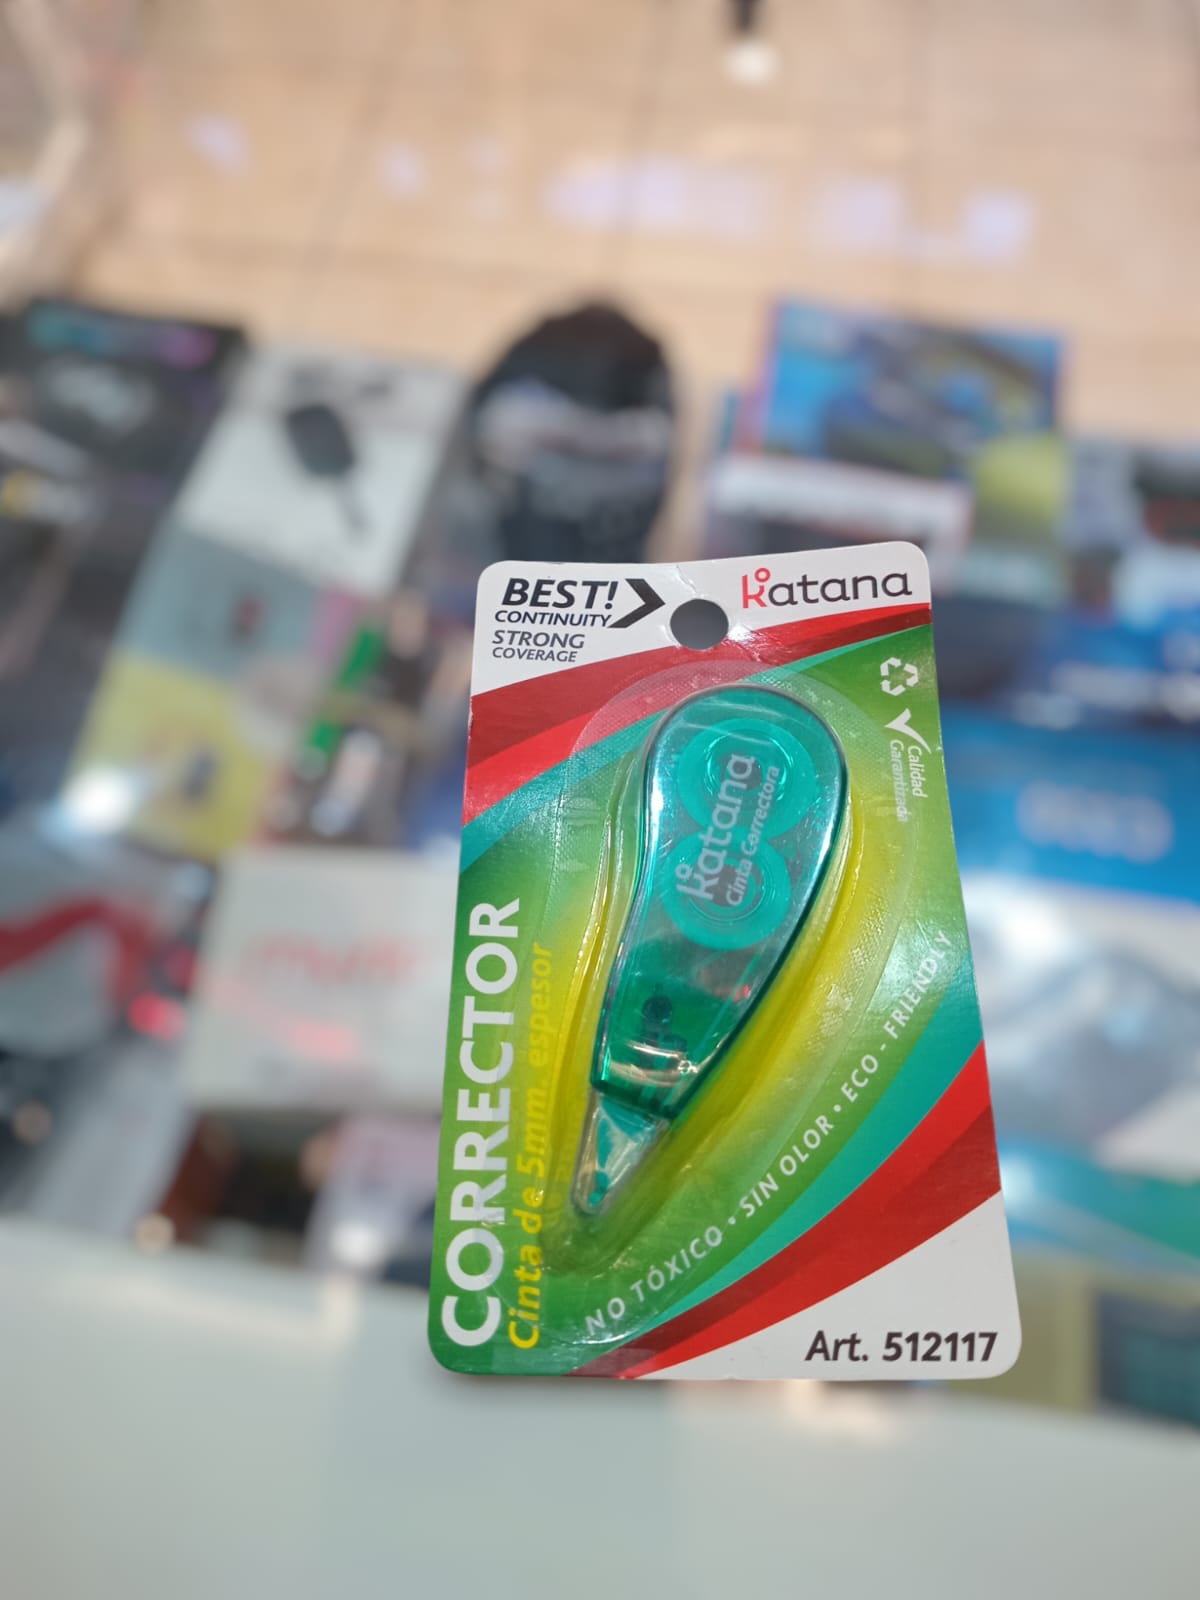 BEST!
CONTINUITY
STRONG
COVERAGE
katana
Calidad
Garantizada
katana
Cinta Correctora
CORRECTOR
Cinta de 5mm. espesor
NO TÓXICO • SIN OLOR • ECO - FRIENDLY
Art. 512117